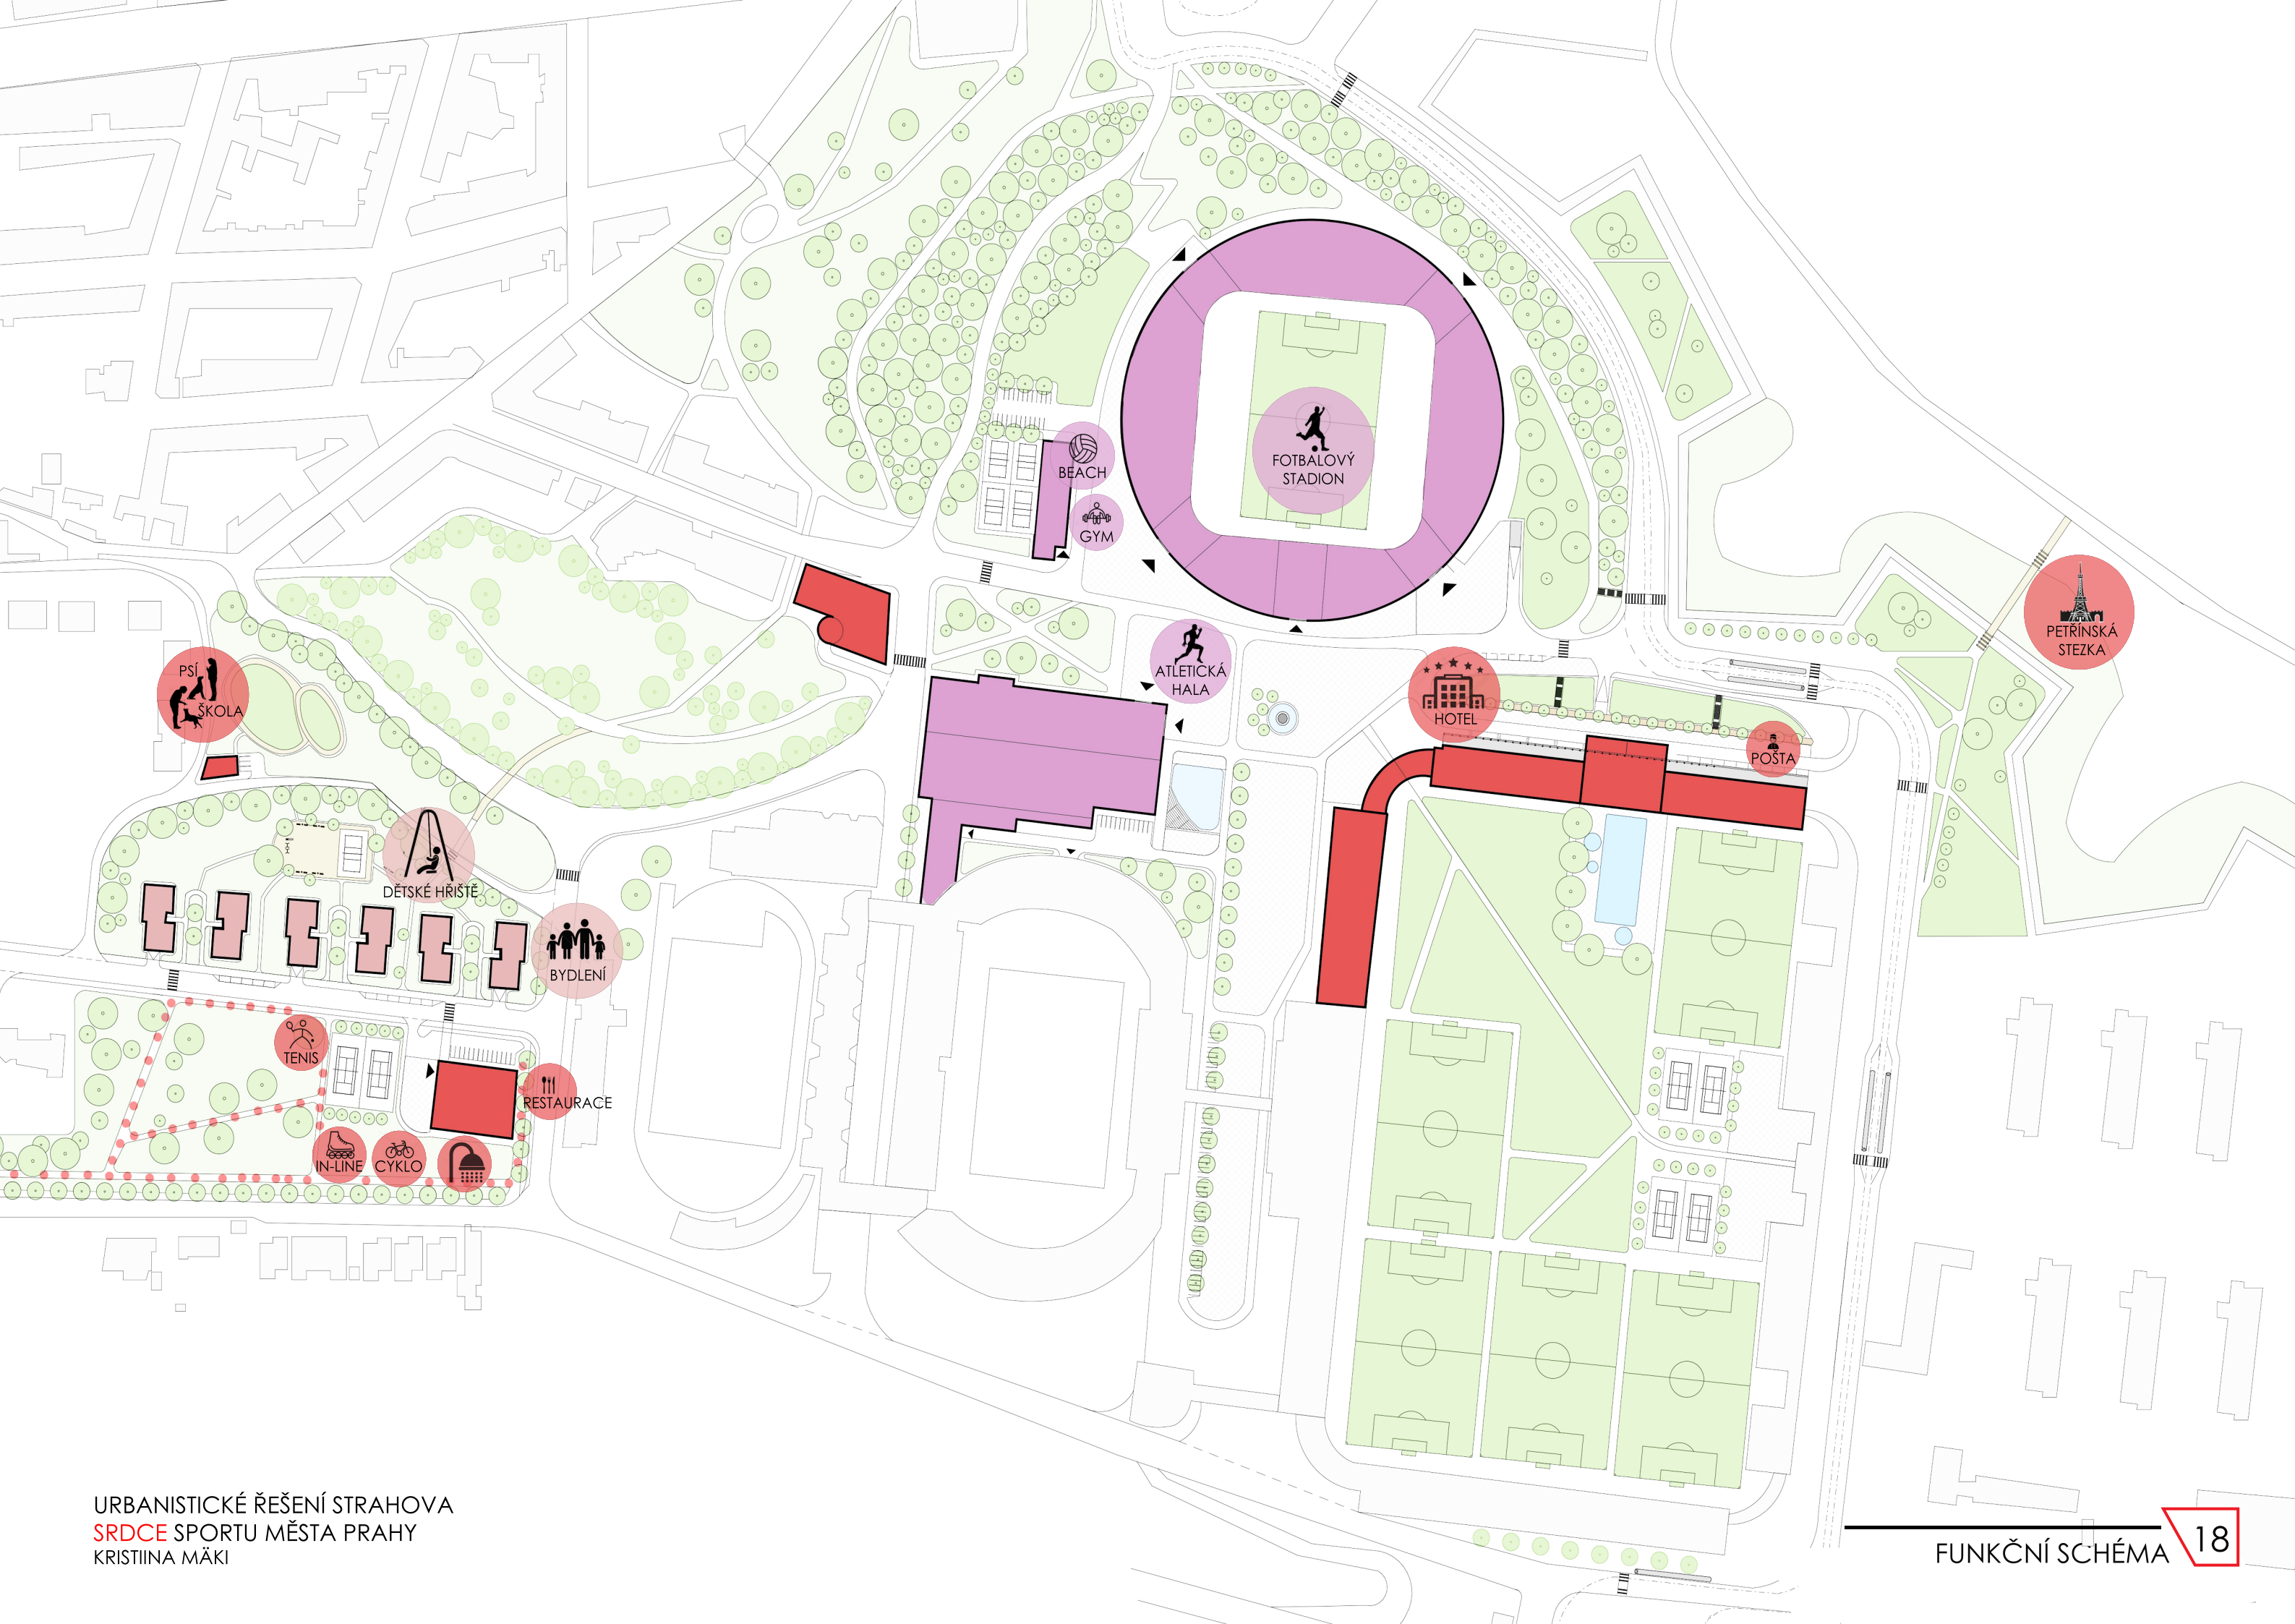 BEACH
FOTBALOVÝ
STADION
GYM
PETŘÍNSKÁ
STEZKA
ATLETICKÁ
HALA
PSÍ
ŠKOLA
HOTEL
POŠTA
DĚTSKÉ HŘIŠTĚ
BYDLENÍ
TENIS
RESTAURACE
IN-LINE
CYKLO
URBANISTICKÉ ŘEŠENÍ STRAHOVA
SRDCE SPORTU MĚSTA PRAHY
KRISTIINA MÄKI
FUNKČNÍ SCHÉMA
18